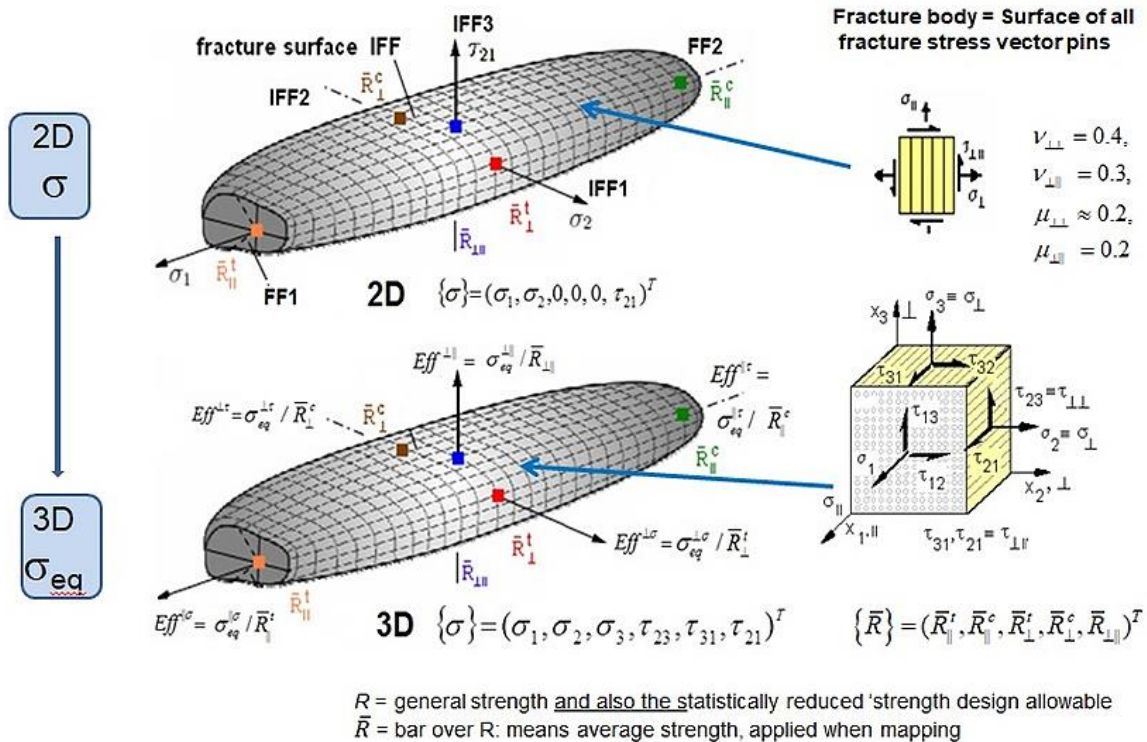 Fracture body = Surface of all
fracture stress vector pins
2D
σ
3D
σeq
fracture surface
IFF
IFF3
τ21
FF2
R̄∥c
IFF2
R̄⊥c
IFF1
σ2
R̄⊥t
R̄⊥∥
σ1
R̄∥t
FF1
2D {σ}=(σ1,σ2,0,0,0,τ21)T
σ∥
τ⊥∥
σ⊥
ν⊥⊥ = 0.4,
ν⊥∥ = 0.3,
μ⊥⊥ ≈ 0.2,
μ⊥∥ = 0.2
Eff⊥∥ = σeq⊥∥ / R̄⊥∥
Eff∥τ =
σeq∥τ / R̄∥c
Eff⊥τ = σeq⊥τ / R̄⊥c
R̄⊥c
R̄∥c
R̄⊥t
Eff⊥σ = σeq⊥σ / R̄⊥t
R̄⊥∥
R̄∥t
Eff∥σ = σeq∥σ / R̄∥t
3D {σ}=(σ1,σ2,σ3,τ23,τ31,τ21)T
x3 ⊥
σ3≡ σ⊥
τ31
τ32
τ13
τ23≡τ⊥⊥
σ2≡ σ⊥
σ1
τ12
τ21
x2, ⊥
σ∥
x1,∥
τ31,τ21≡ τ⊥∥
{R̄} = (R̄∥t, R̄∥c, R̄⊥t, R̄⊥c, R̄⊥∥)T
R = general strength and also the statistically reduced 'strength design allowable
R̄ = bar over R: means average strength, applied when mapping